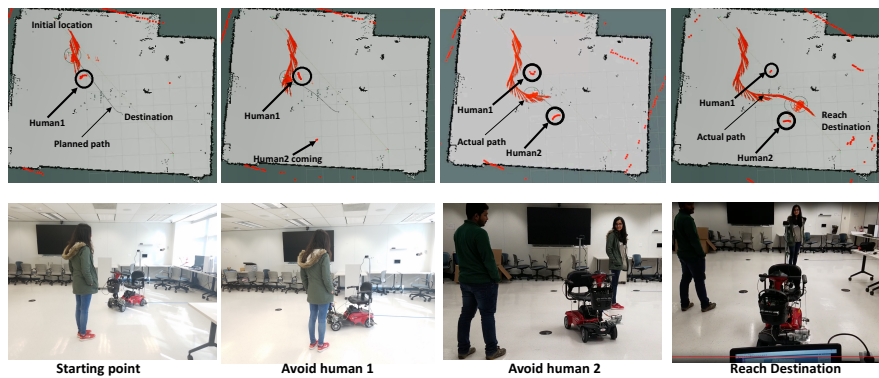 Initial location
Human1
Planned path
Destination
Human1
Human2 coming
Human1
Actual path
Human2
Human1
Actual path
Human2
Reach
Destination
Starting point
Avoid human 1
Avoid human 2
Reach Destination